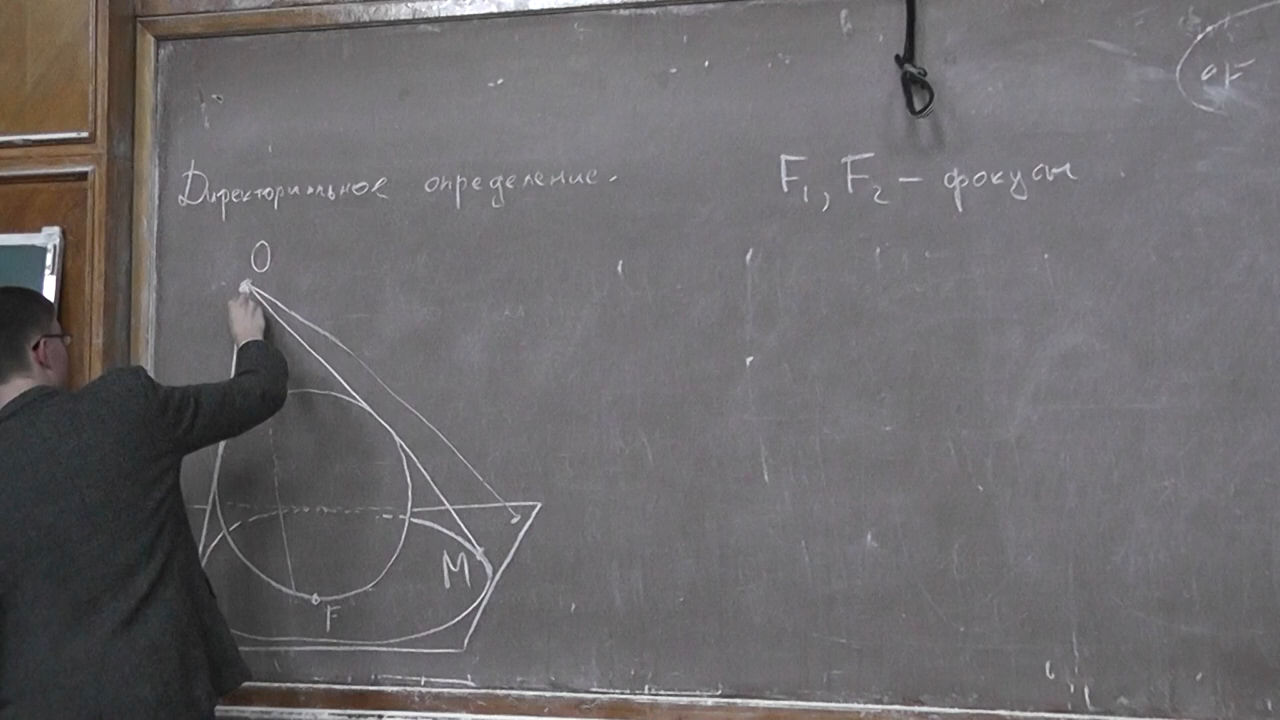 Директориальное определение.
F₁, F₂ – фокусы
F
O
M
F